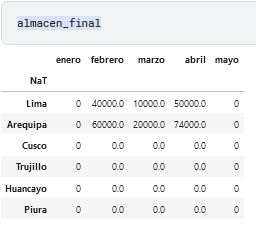 almacen_final
enero febrero marzo abril mayo
NaT
Lima 0 40000.0 10000.0 50000.0 0
Arequipa 0 60000.0 20000.0 74000.0 0
Cusco 0 0.0 0.0 0.0 0
Trujillo 0 0.0 0.0 0.0 0
Huancayo 0 0.0 0.0 0.0 0
Piura 0 0.0 0.0 0.0 0